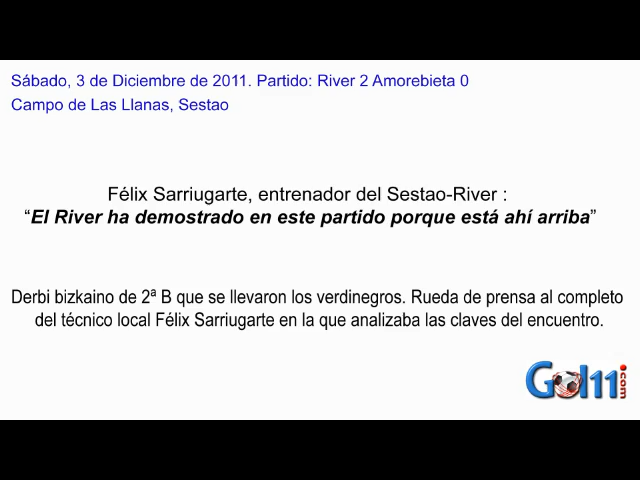 Sábado, 3 de Diciembre de 2011. Partido: River 2 Amorebieta 0
Campo de Las Llanas, Sestao
Félix Sarriugarte, entrenador del Sestao-River :
“El River ha demostrado en este partido porque está ahí arriba”
Derbi bizkaino de 2ª B que se llevaron los verdinegros. Rueda de prensa al completo
del técnico local Félix Sarriugarte en la que analizaba las claves del encuentro.
Gol11.com